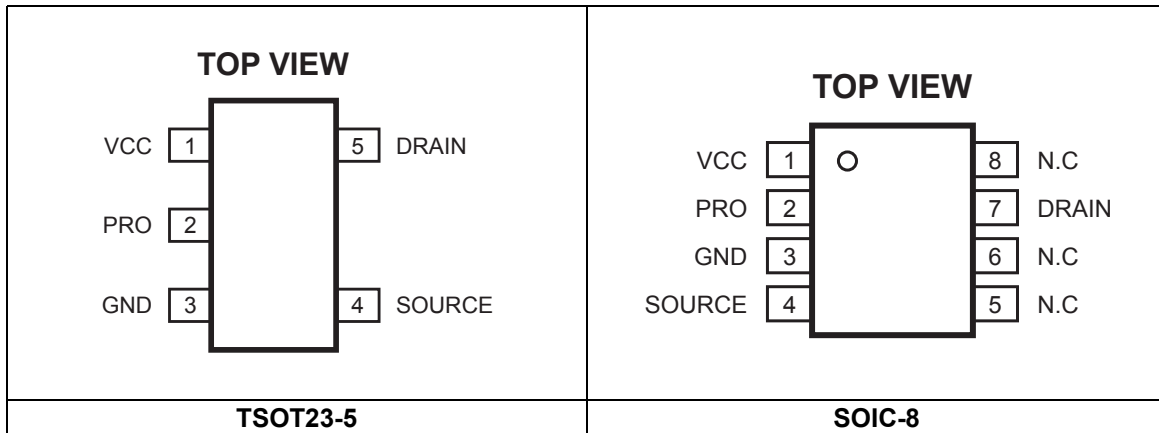 TOP VIEW
VCC 1 5 DRAIN
PRO 2
GND 3 4 SOURCE
TSOT23-5
TOP VIEW
VCC 1 8 N.C
PRO 2 7 DRAIN
GND 3 6 N.C
SOURCE 4 5 N.C
SOIC-8